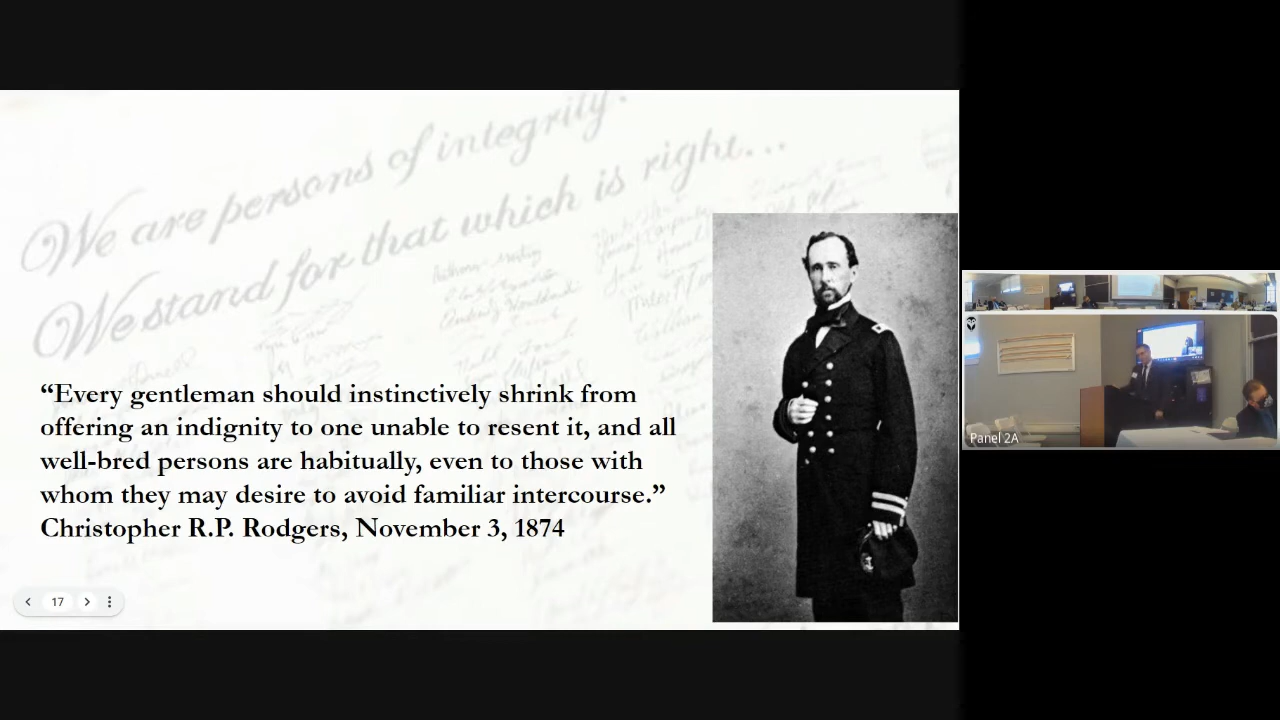 We are persons of integrity.
We stand for that which is right...
“Every gentleman should instinctively shrink from
offering an indignity to one unable to resent it, and all
well-bred persons are habitually, even to those with
whom they may desire to avoid familiar intercourse.”
Christopher R.P. Rodgers, November 3, 1874
17
Panel 2A